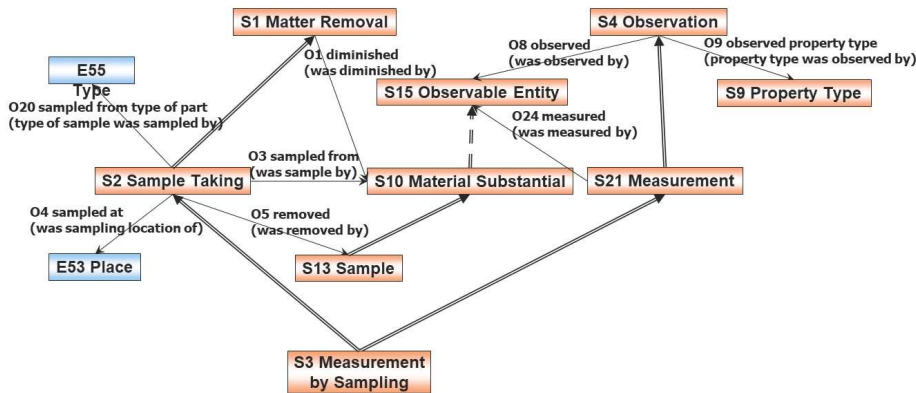 S1 Matter Removal
S4 Observation
O1 diminished
(was diminished by)
O8 observed
(was observed by)
O9 observed property type
(property type was observed by)
E55
Type
S15 Observable Entity
S9 Property Type
O20 sampled from type of part
(type of sample was sampled by)
O24 measured
(was measured by)
O3 sampled from
(was sample by)
S2 Sample Taking
S10 Material Substantial
S21 Measurement
O4 sampled at
(was sampling location of)
O5 removed
(was removed by)
E53 Place
S13 Sample
S3 Measurement
by Sampling